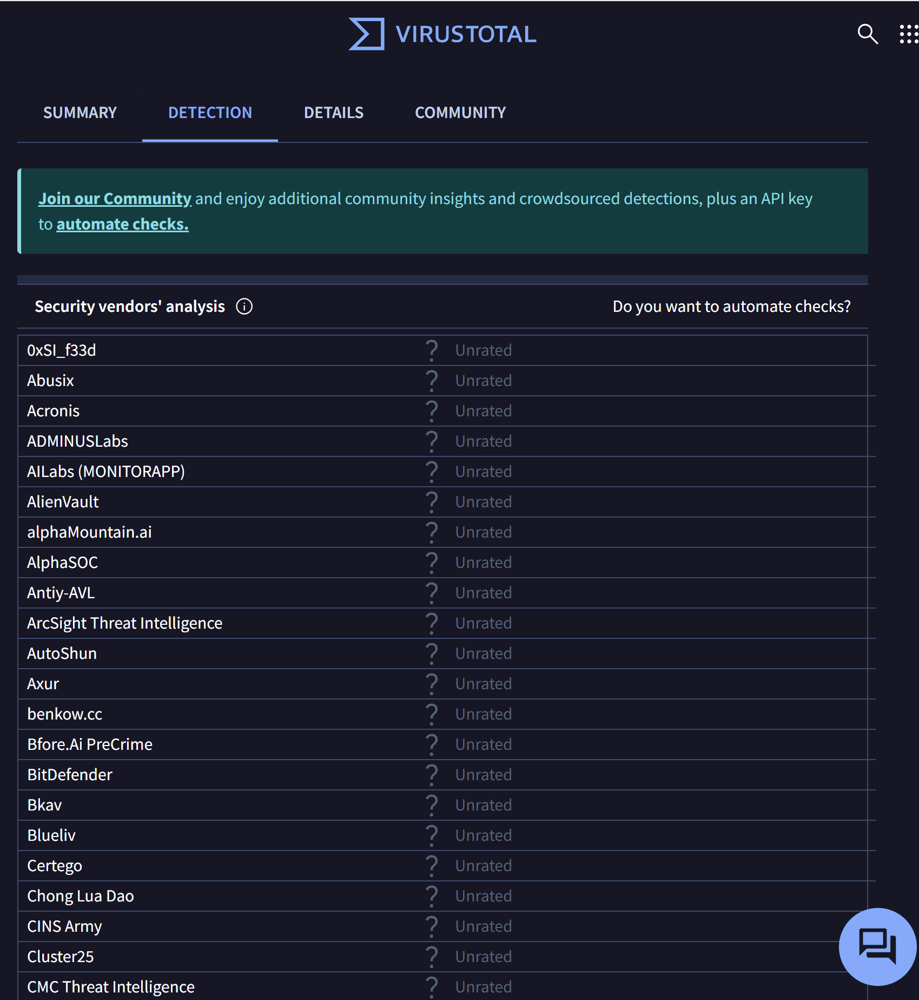 VIRUSTOTAL
SUMMARY DETECTION DETAILS COMMUNITY
Join our Community and enjoy additional community insights and crowdsourced detections, plus an API key
to automate checks.
Security vendors' analysis Do you want to automate checks?
0xSI_f33d ? Unrated
Abusix ? Unrated
Acronis ? Unrated
ADMINUSLabs ? Unrated
AILabs (MONITORAPP) ? Unrated
AlienVault ? Unrated
alphaMountain.ai ? Unrated
AlphaSOC ? Unrated
Antiy-AVL ? Unrated
ArcSight Threat Intelligence ? Unrated
AutoShun ? Unrated
Axur ? Unrated
benkow.cc ? Unrated
Bfore.Ai PreCrime ? Unrated
BitDefender ? Unrated
Bkav ? Unrated
Blueliv ? Unrated
Certego ? Unrated
Chong Lua Dao ? Unrated
CINS Army ? Unrated
Cluster25 ? Unrated
CMC Threat Intelligence ? Unrated